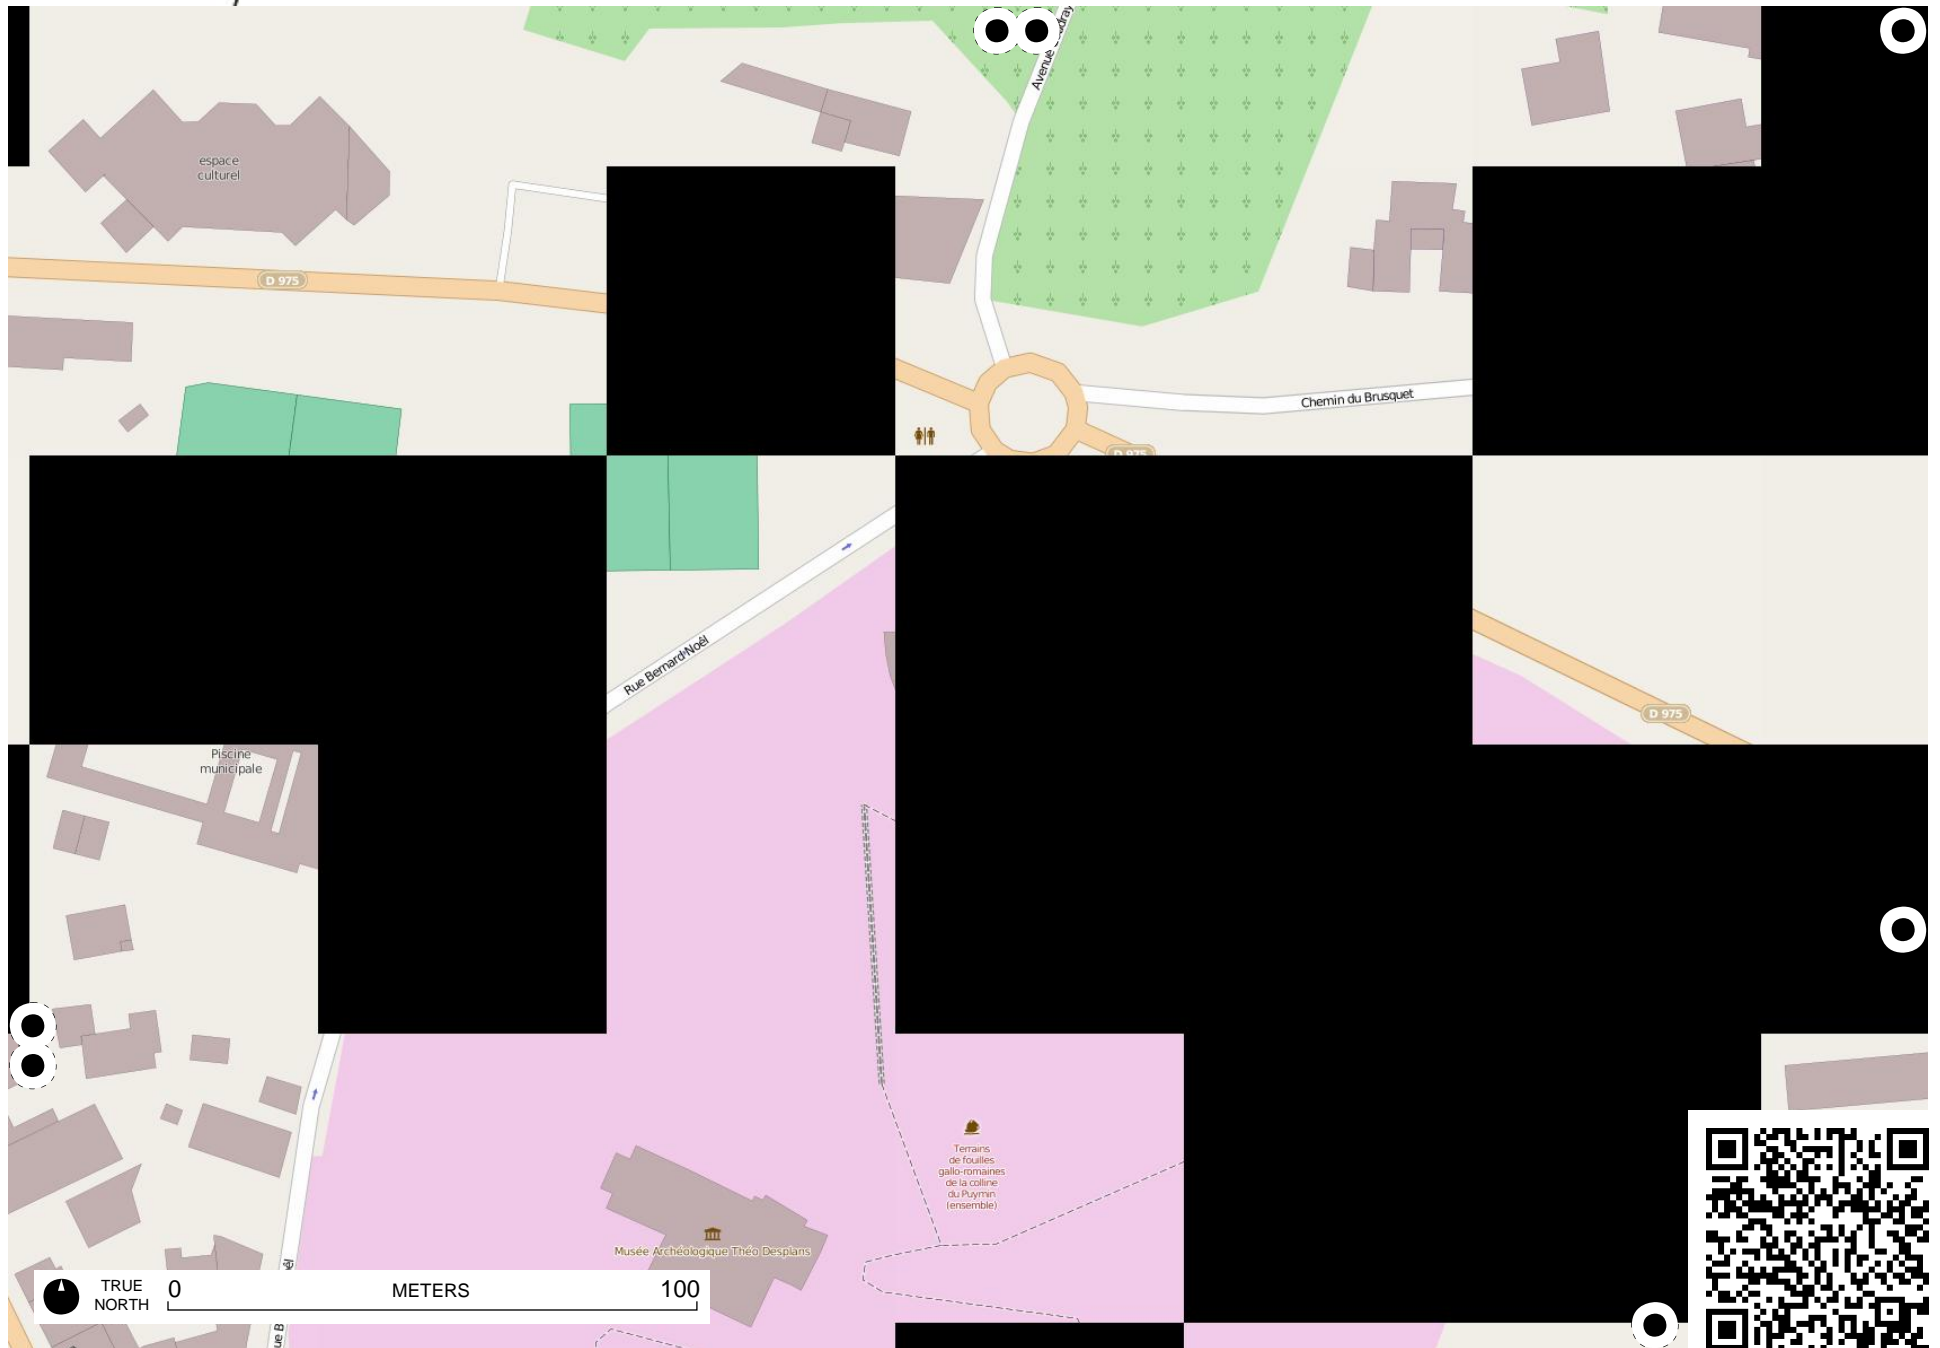 espace
culturel
D 975
Chemin du Brusquet
D 975
Rue Bernard-Noël
D 975
Piscine
municipale
Terrains
de fouilles
gallo-romaines
de la colline
du Puymin
(ensemble)
Musée Archéologique Théo Desplans
TRUE
NORTH
0
METERS
100
Avenue